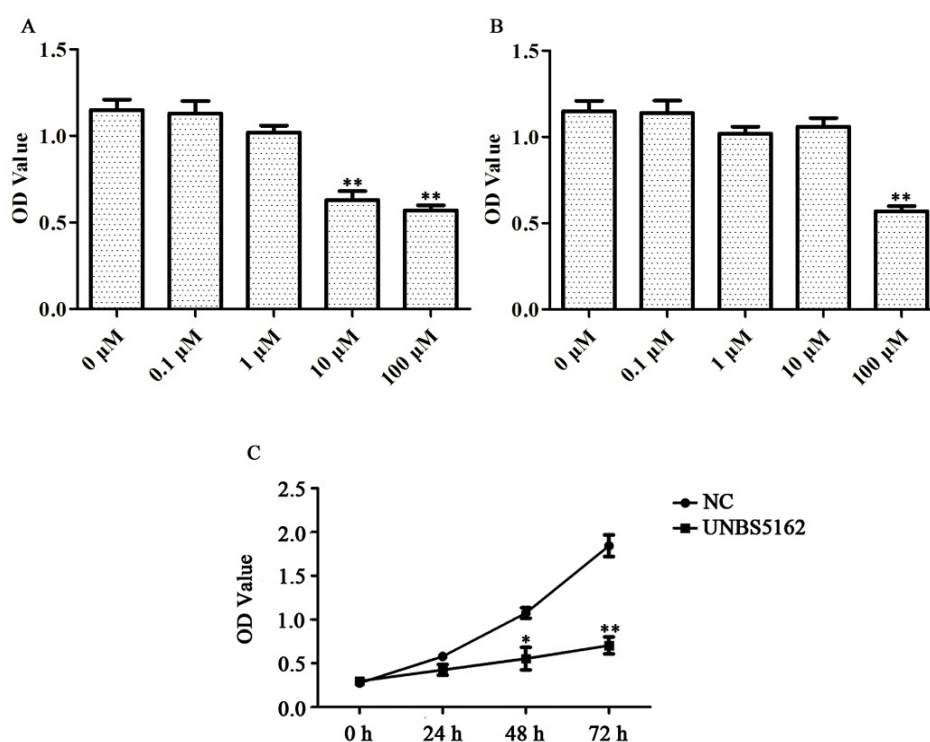 A
1.5
1.0
0.5
0.0
OD Value
** **
0 µM 0.1 µM 1 µM 10 µM 100 µM
B
1.5
1.0
0.5
0.0
OD Value
**
0 µM 0.1 µM 1 µM 10 µM 100 µM
C
2.5
2.0
1.5
1.0
0.5
0.0
OD Value
* **
0 h 24 h 48 h 72 h
NC
UNBS5162